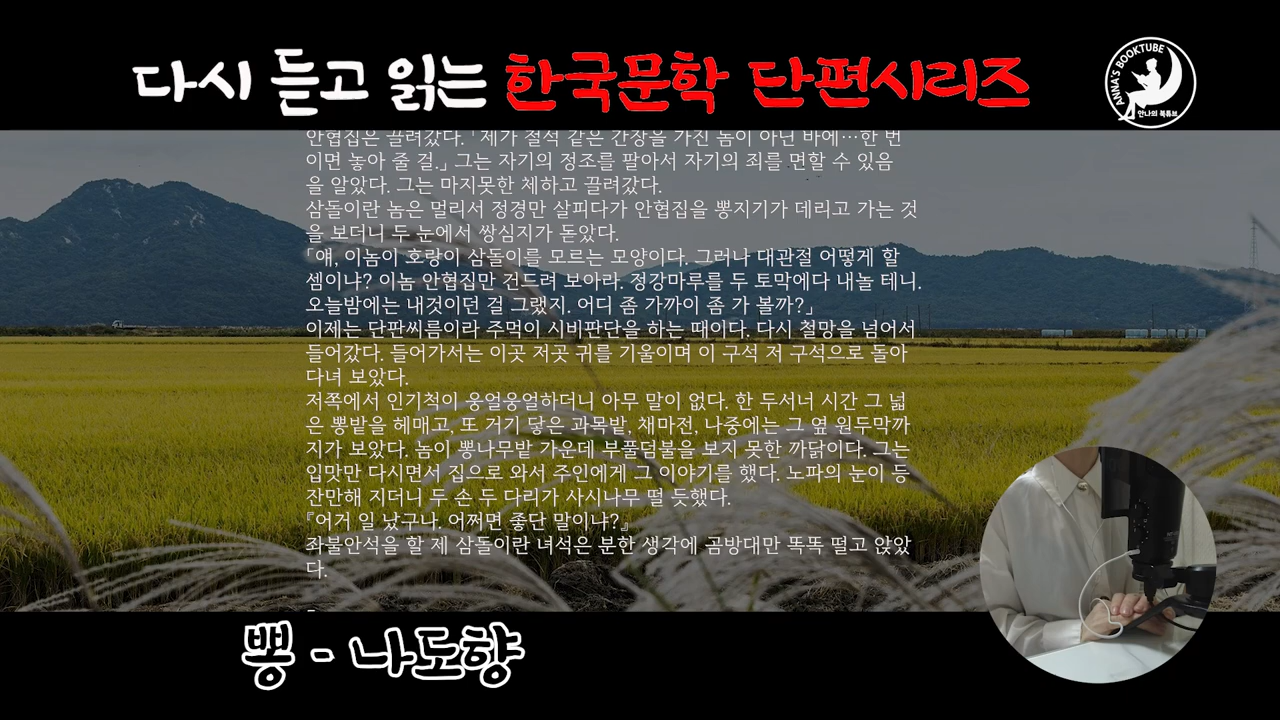 다시 듣고 읽는 한국문학 단편시리즈
ANNA'S BOOKTUBE
안나의 북튜브
안협집은 끌려갔다. 「제가 철석 같은 간장을 가진 놈이 아닌 바에…한 번
이면 놓아 줄 걸.」 그는 자기의 정조를 팔아서 자기의 죄를 면할 수 있음
을 알았다. 그는 마지못한 체하고 끌려갔다.
삼돌이란 놈은 멀리서 정경만 살피다가 안협집을 뽕지기가 데리고 가는 것
을 보더니 두 눈에서 쌍심지가 돋았다.
「얘, 이놈이 호랑이 삼돌이를 모르는 모양이다. 그러나 대관절 어떻게 할
셈이냐? 이놈 안협집만 건드려 보아라. 정강마루를 두 토막에다 내놀 테니.
오늘밤에는 내것이던 걸 그랬지. 어디 좀 가까이 좀 가 볼까?」
이제는 단판씨름이라 주먹이 시비판단을 하는 때이다. 다시 철망을 넘어서
들어갔다. 들어가서는 이곳 저곳 귀를 기울이며 이 구석 저 구석으로 돌아
다녀 보았다.
저쪽에서 인기척이 웅얼웅얼하더니 아무 말이 없다. 한 두서너 시간 그 넓
은 뽕밭을 헤매고, 또 거기 닿은 과목밭, 채마전, 나중에는 그 옆 원두막까
지가 보았다. 놈이 뽕나무밭 가운데 부풀덤불을 보지 못한 까닭이다. 그는
입맛만 다시면서 집으로 와서 주인에게 그 이야기를 했다. 노파의 눈이 등
잔만해 지더니 두 손 두 다리가 사시나무 떨 듯했다.
『어거 일 났구나. 어쩌면 좋단 말이냐?』
좌불안석을 할 제 삼돌이란 녀석은 분한 생각에 곰방대만 똑똑 떨고 앉았
다.
뽕 - 나도향